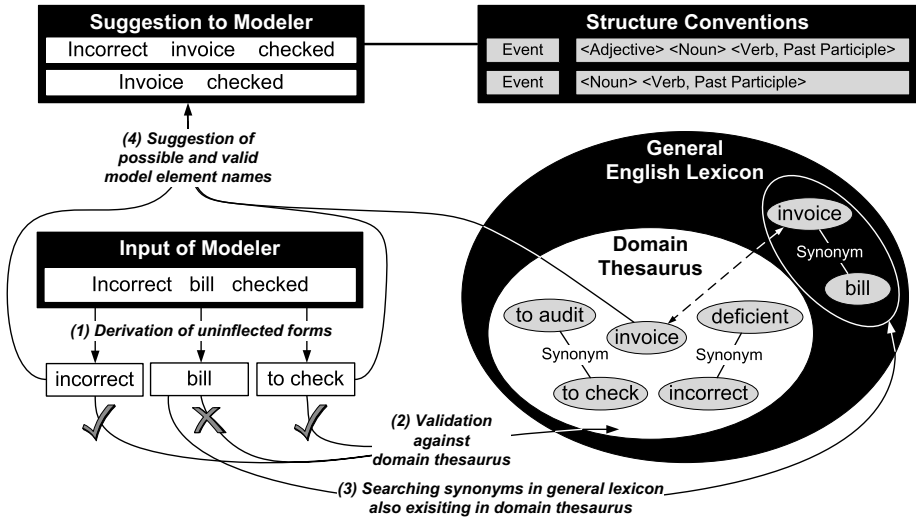 Suggestion to Modeler
Incorrect invoice checked
Invoice checked
Structure Conventions
Event <Adjective> <Noun> <Verb, Past Participle>
Event <Noun> <Verb, Past Participle>
(4) Suggestion of
possible and valid
model element names
General
English Lexicon
invoice
Synonym
bill
Domain
Thesaurus
to audit
Synonym
to check
invoice
deficient
Synonym
incorrect
Input of Modeler
Incorrect bill checked
(1) Derivation of uninflected forms
incorrect
bill
to check
(2) Validation
against
domain thesaurus
(3) Searching synonyms in general lexicon
also exisiting in domain thesaurus